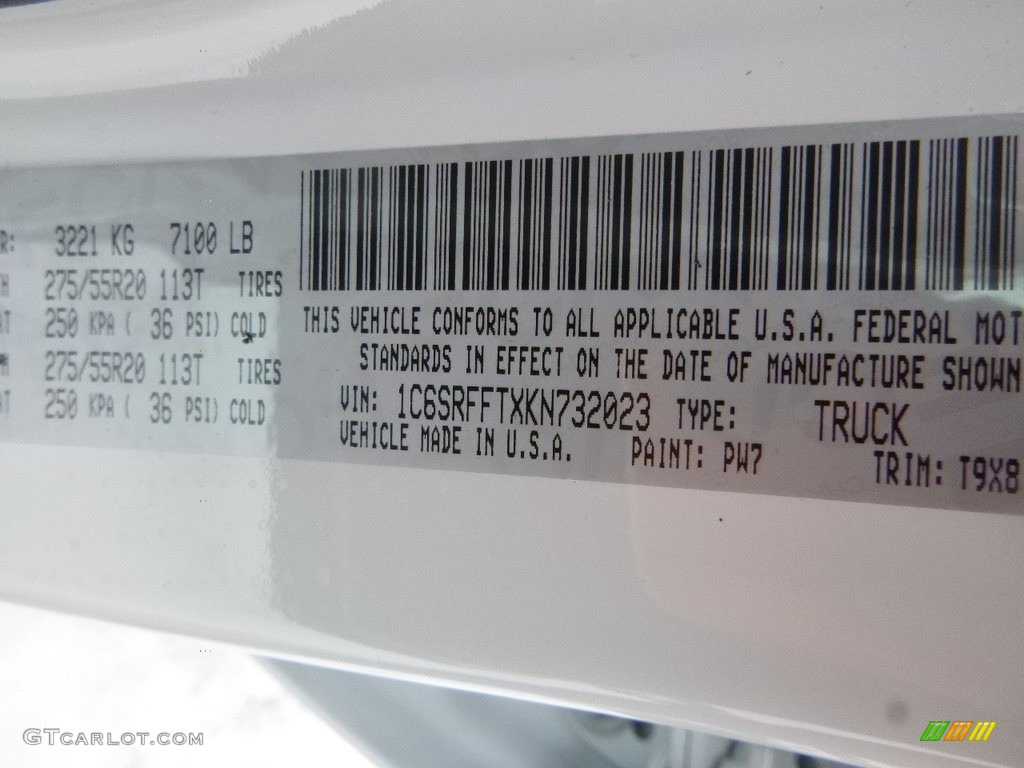 R: 3221 KG 7100 LB
275/55R20 113T TIRES
250 KPA ( 36 PSI) COLD
275/55R20 113T TIRES
250 KPA ( 36 PSI) COLD
THIS VEHICLE CONFORMS TO ALL APPLICABLE U.S.A. FEDERAL MOT
STANDARDS IN EFFECT ON THE DATE OF MANUFACTURE SHOWN
VIN: 1C6SRFFTXKN732023 TYPE: TRUCK
VEHICLE MADE IN U.S.A. PAINT: PW7 TRIM: T9X8
GTCARLOT.COM